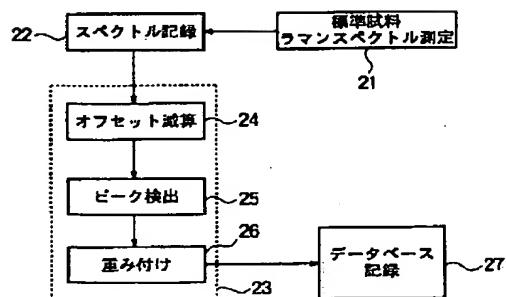 22
スペクトル記録
標準試料
ラマンスペクトル測定
21
オフセット減算
24
ピーク検出
25
26
重み付け
データベース
記録
27
23